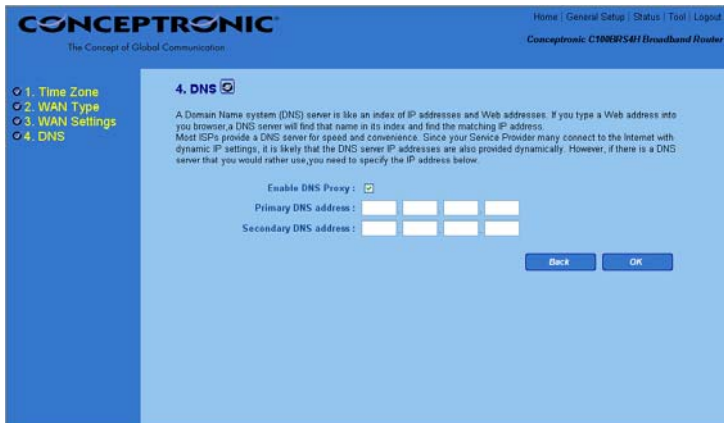 CONCEPTRONIC
The Concept of Global Communication
Home | General Setup | Status | Tool | Logout
Conceptronic C100BRS4H Broadband Router
1. Time Zone
2. WAN Type
3. WAN Settings
4. DNS
4. DNS
A Domain Name system (DNS) server is like an index of IP addresses and Web addresses. If you type a Web address into
you browser,a DNS server will find that name in its index and find the matching IP address.
Most ISPs provide a DNS server for speed and convenience. Since your Service Provider many connect to the Internet with
dynamic IP settings, it is likely that the DNS server IP addresses are also provided dynamically. However, if there is a DNS
server that you would rather use,you need to specify the IP address below.
Enable DNS Proxy :
Primary DNS address :
Secondary DNS address :
Back
OK